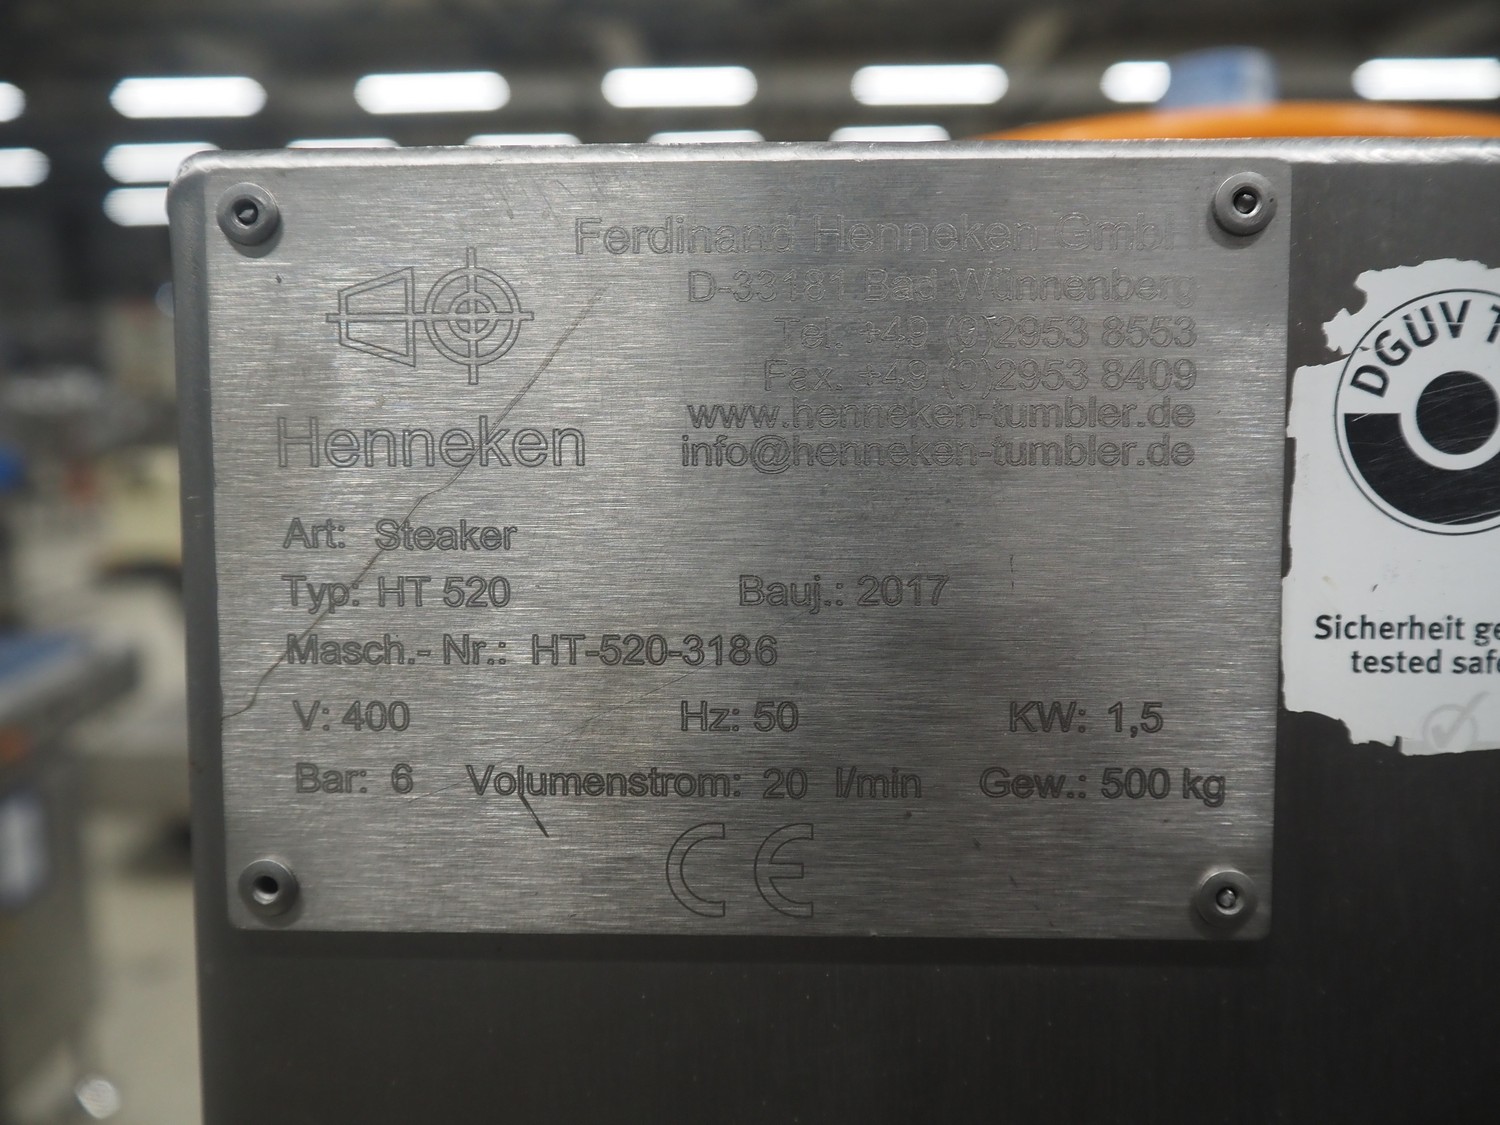 Ferdinand Henneken GmbH
D-33181 Bad Wünnenberg
Tel: +49 (0)2953 8553
Fax. +49 (0)2953 8409
www.henneken-tumbler.de
info@henneken-tumbler.de
Henneken
Art: Steaker
Typ: HT 520 Bauj.: 2017
Masch.- Nr.: HT-520-3186
V: 400 Hz: 50 KW: 1,5
Bar: 6 Volumenstrom: 20 l/min Gew.: 500 kg
CE
DGUV
Sicherheit
tested